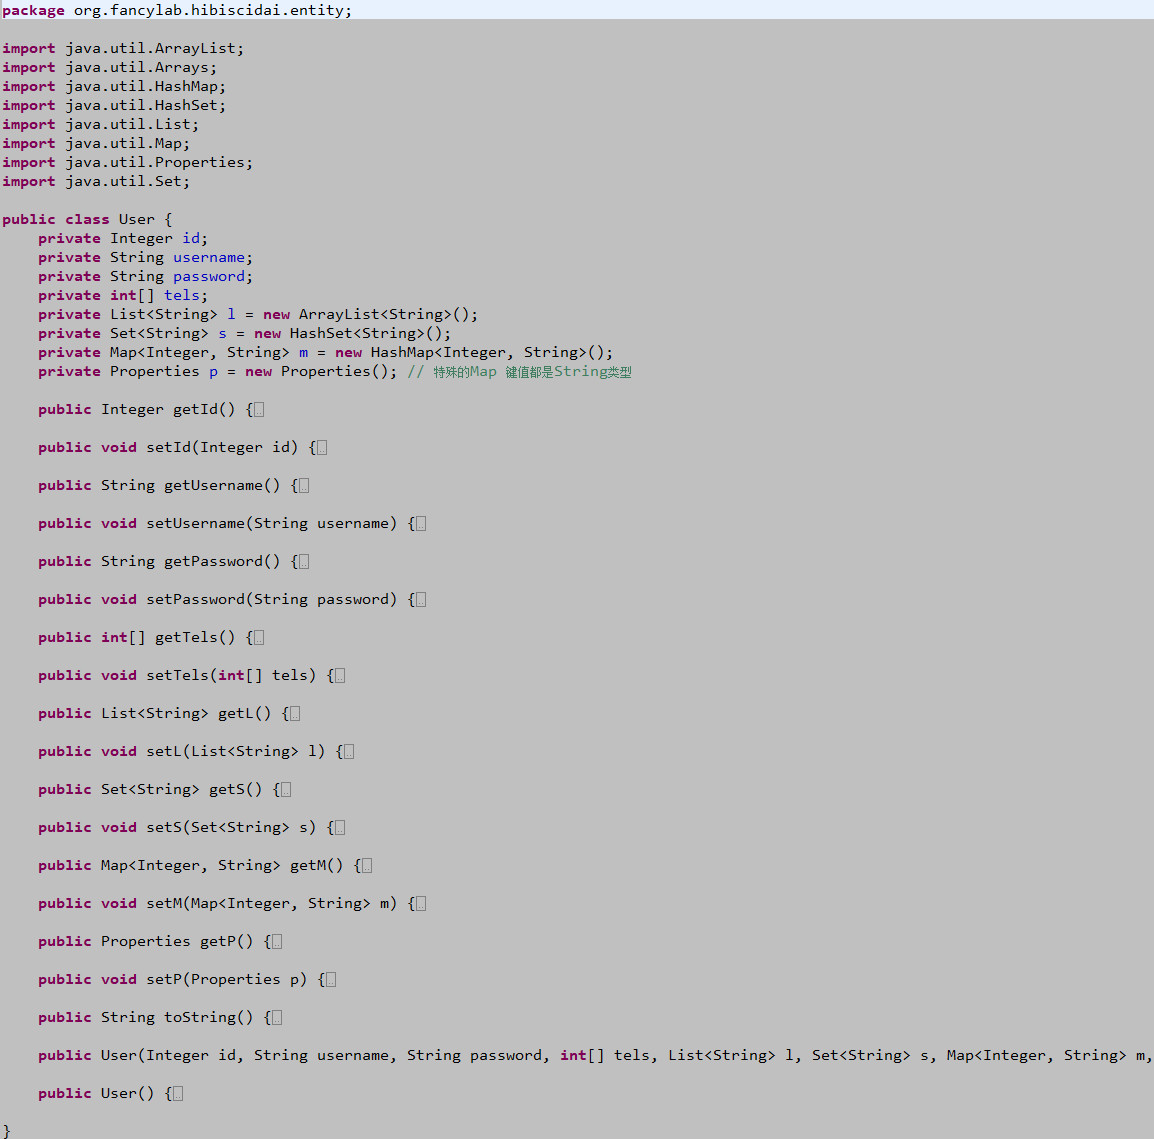 package org.fancylab.hibiscidai.entity;
import java.util.ArrayList;
import java.util.Arrays;
import java.util.HashMap;
import java.util.HashSet;
import java.util.List;
import java.util.Map;
import java.util.Properties;
import java.util.Set;
public class User {
private Integer id;
private String username;
private String password;
private int[] tels;
private List<String> l = new ArrayList<String>();
private Set<String> s = new HashSet<String>();
private Map<Integer, String> m = new HashMap<Integer, String>();
private Properties p = new Properties(); // 特殊的Map 键值都是String类型
public Integer getId() {
public void setId(Integer id) {
public String getUsername() {
public void setUsername(String username) {
public String getPassword() {
public void setPassword(String password) {
public int[] getTels() {
public void setTels(int[] tels) {
public List<String> getL() {
public void setL(List<String> l) {
public Set<String> getS() {
public void setS(Set<String> s) {
public Map<Integer, String> getM() {
public void setM(Map<Integer, String> m) {
public Properties getP() {
public void setP(Properties p) {
public String toString() {
public User(Integer id, String username, String password, int[] tels, List<String> l, Set<String> s, Map<Integer, String> m,
public User() {
}